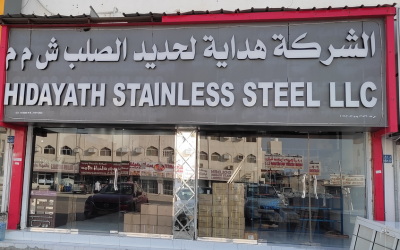 الشركة هداية لحديد الصلب ش م م
HIDAYATH STAINLESS STEEL LLC